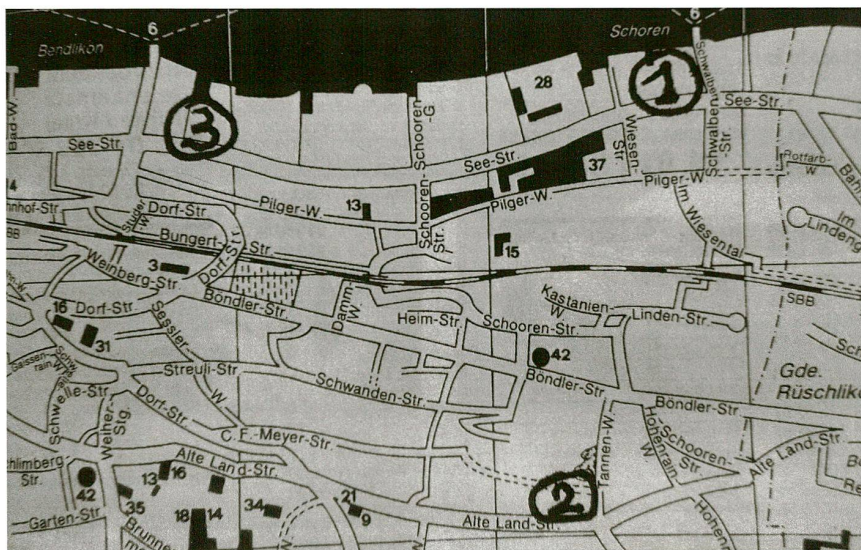 6
6
Bendlikon
Schoren
1
28
3
See-Str.
See-Str.
See-Str.
Bad-W.
Schooren-G
Wiesen-Str.
Schwalben-Str.
37
Rotfarb-W.
Pilger-W.
Pilger-W.
Pilger-W.
13
Schooren-Str.
Im Wiesental
Im
Dorf-Str
Studer W.
Bungert-Str.
15
SBB
3
Dorf-Str.
Weinberg-Str.
SBB
Kastanien-W
Linden-Str.
Böndler-Str.
Damm-W.
Heim-Str.
Schooren-Str.
Dorf-Str.
16
31
Sessler-W
42
Gde.
Streuli-Str.
Schwanden-Str.
Böndler-Str.
Böndler-Str.
Weiher-Stg.
Dorf-Str.
C.F.-Meyer-Str.
Tannen-W.
Hohenrain-W
Schooren-Str.
Alte Land-Str.
Alte Land-Str.
42
13
16
2
35
34
21
9
Garten-Str
18
14
Alte Land-Str.